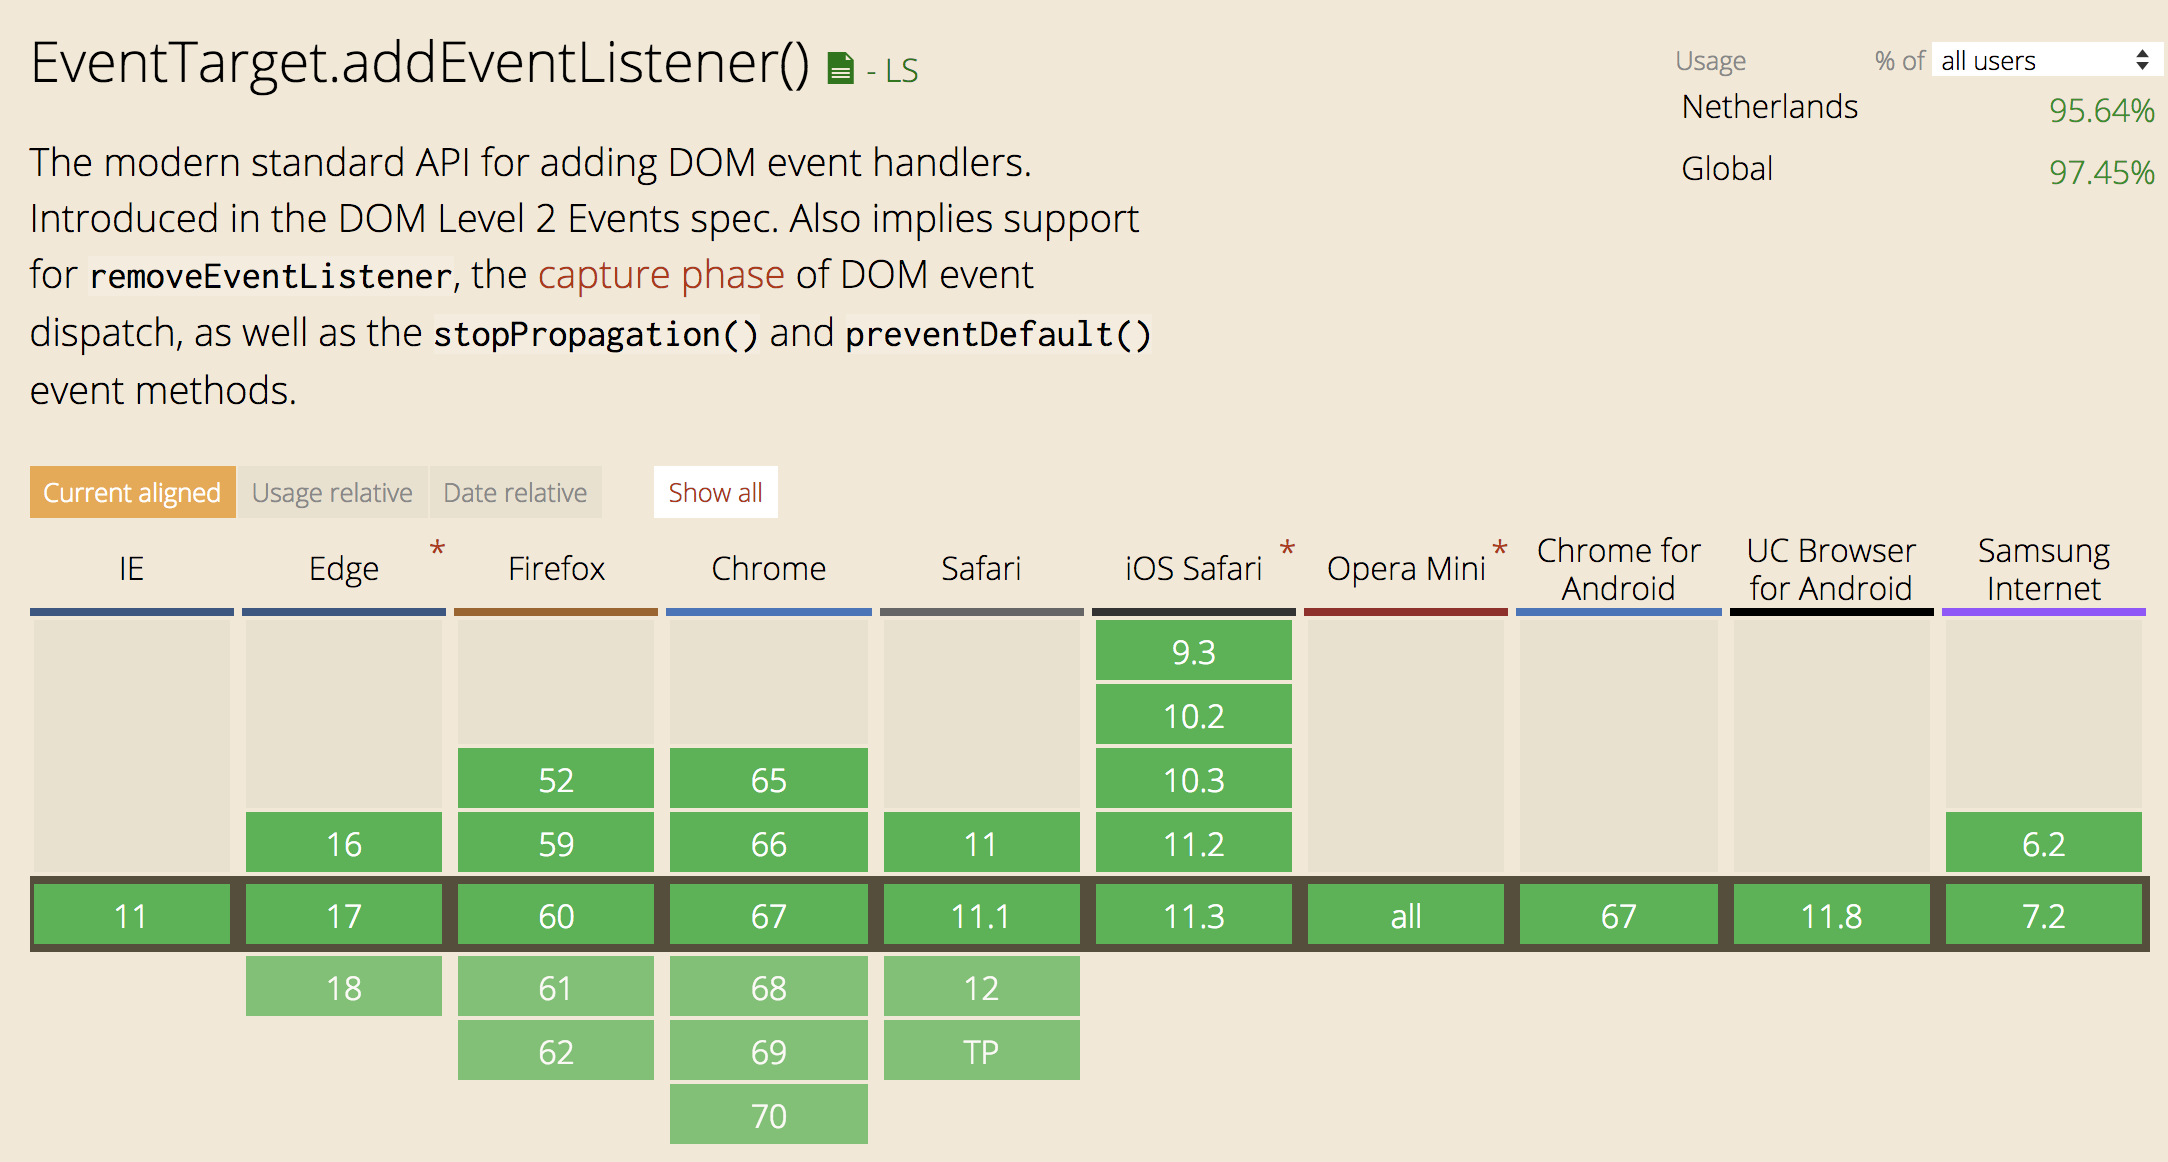 EventTarget.addEventListener() - LS
Usage % of all users
Netherlands 95.64%
Global 97.45%
The modern standard API for adding DOM event handlers.
Introduced in the DOM Level 2 Events spec. Also implies support
for removeEventListener, the capture phase of DOM event
dispatch, as well as the stopPropagation() and preventDefault()
event methods.
Current aligned Usage relative Date relative Show all
IE Edge * Firefox Chrome Safari iOS Safari * Opera Mini * Chrome for Android UC Browser for Android Samsung Internet
9.3
10.2
52 65 10.3
16 59 66 11 11.2 6.2
11 17 60 67 11.1 11.3 all 67 11.8 7.2
18 61 68 12
62 69 TP
70